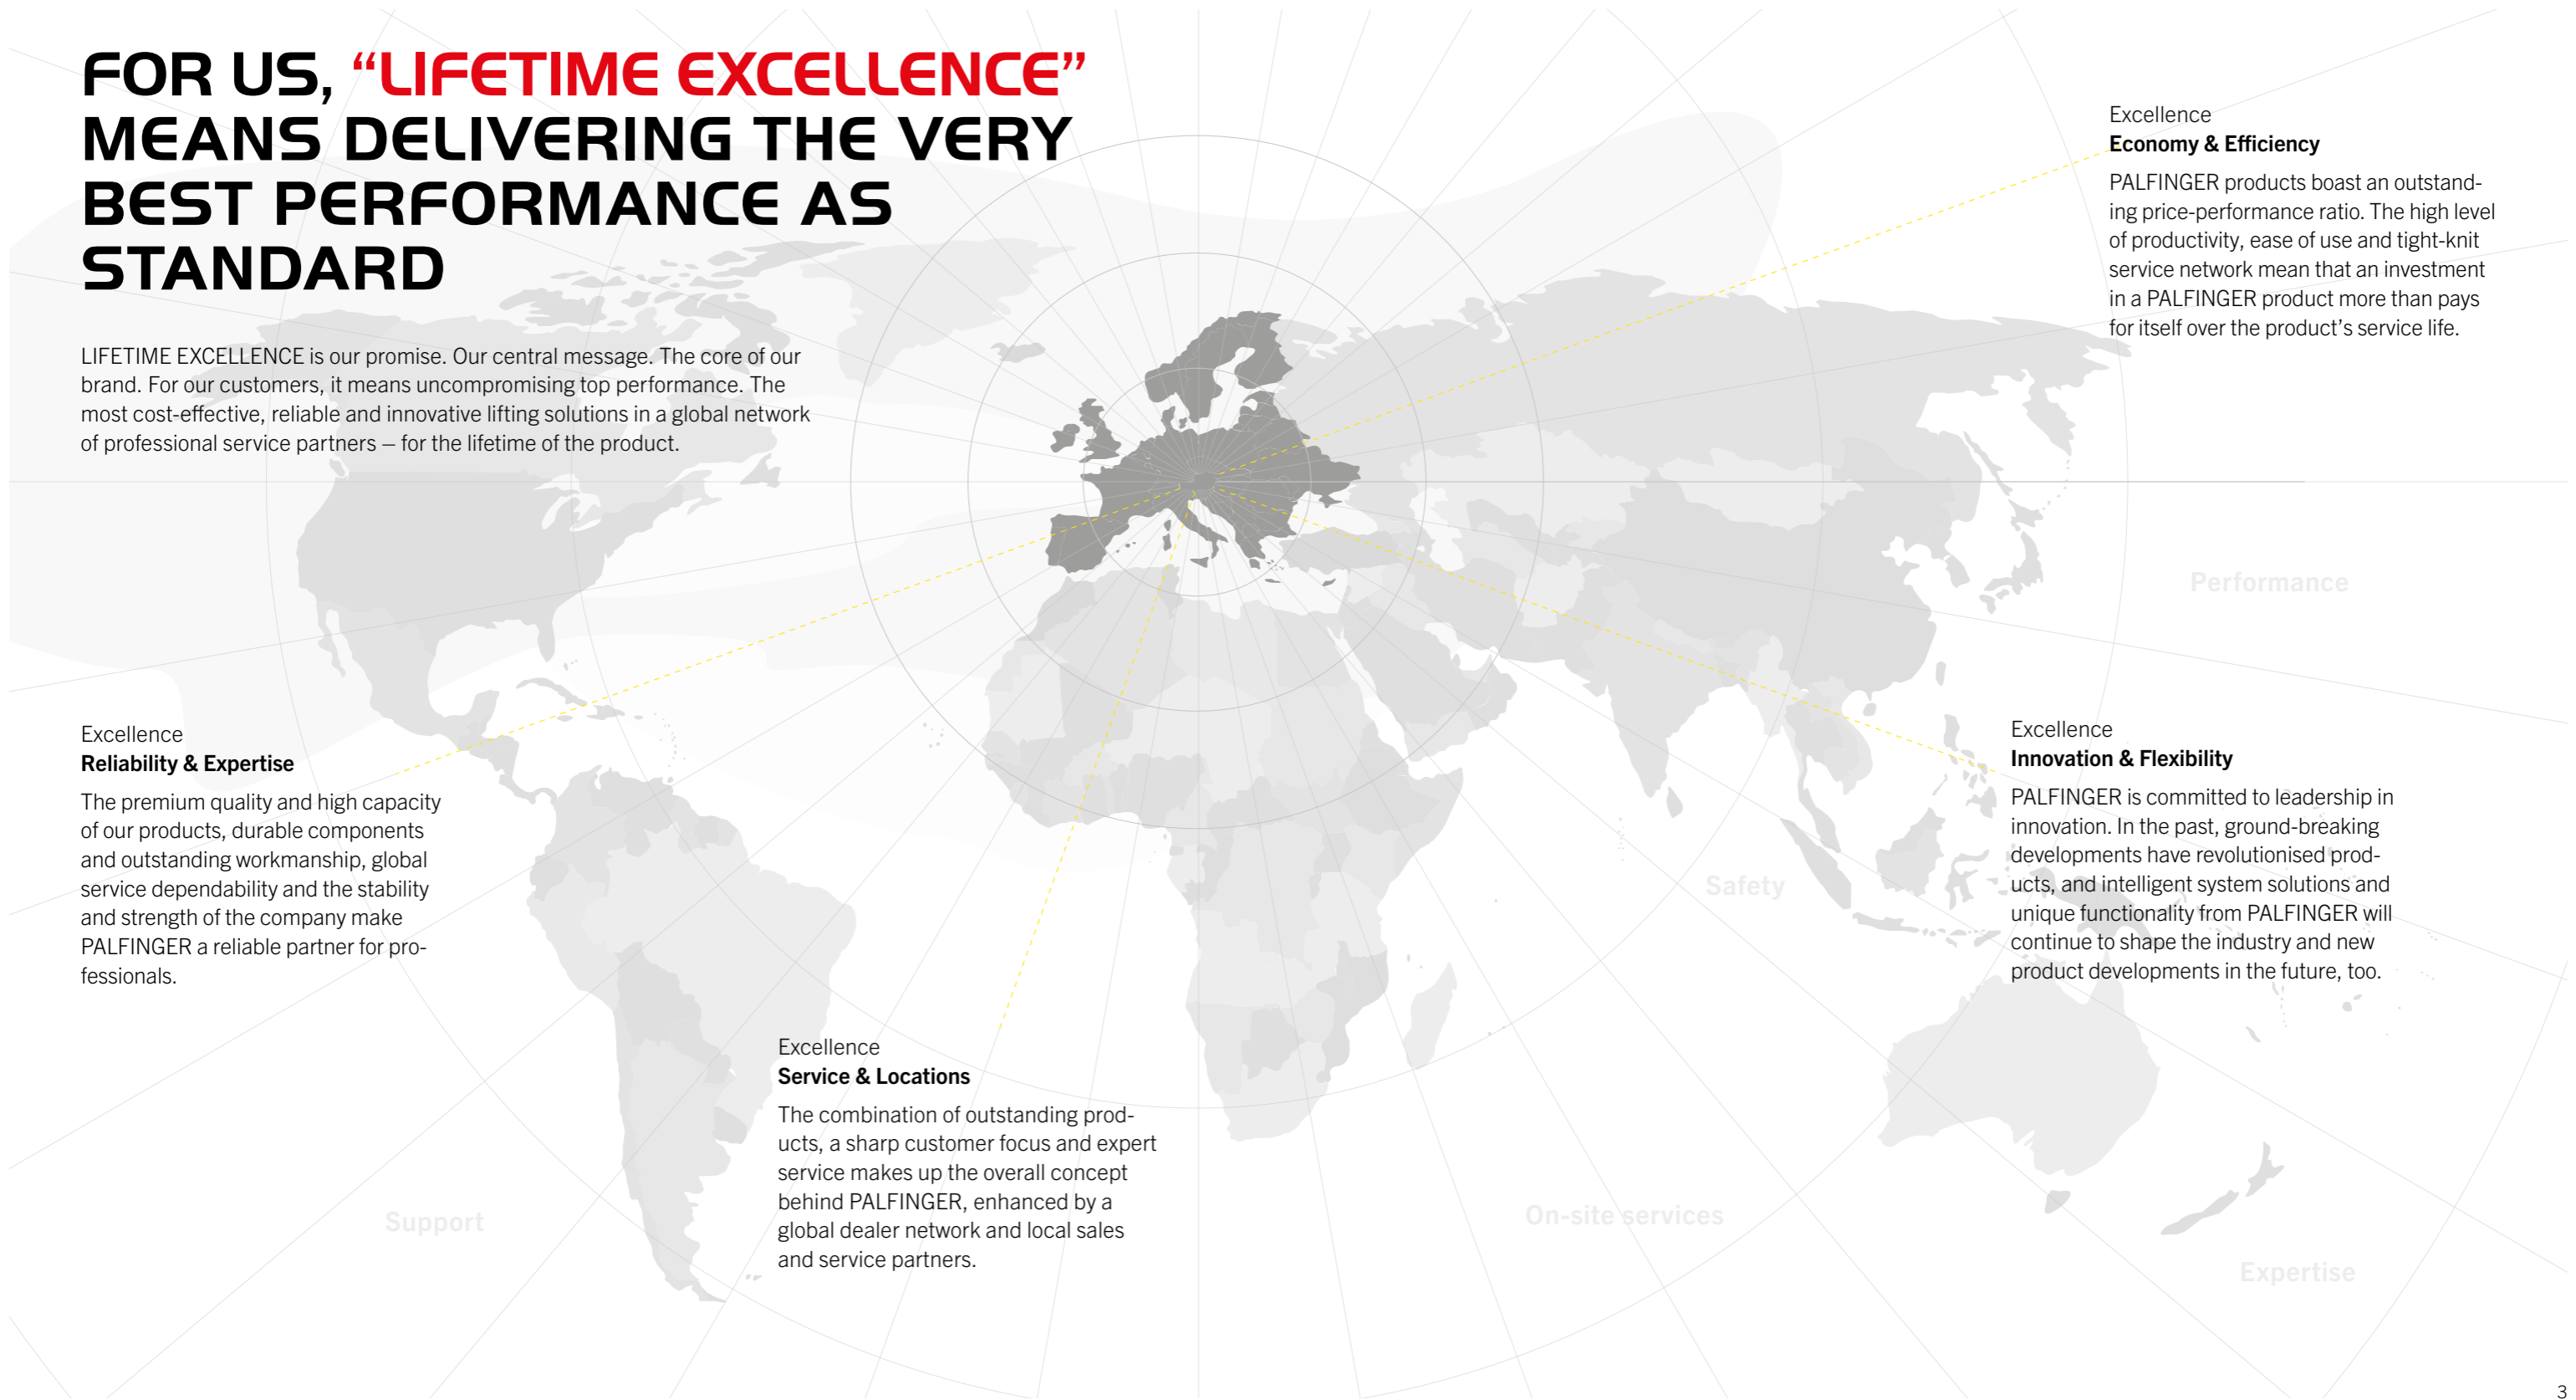 FOR US, “LIFETIME EXCELLENCE”
MEANS DELIVERING THE VERY
BEST PERFORMANCE AS
STANDARD
LIFETIME EXCELLENCE is our promise. Our central message. The core of our
brand. For our customers, it means uncompromising top performance. The
most cost-effective, reliable and innovative lifting solutions in a global network
of professional service partners – for the lifetime of the product.
Excellence
Economy & Efficiency
PALFINGER products boast an outstand-
ing price-performance ratio. The high level
of productivity, ease of use and tight-knit
service network mean that an investment
in a PALFINGER product more than pays
for itself over the product’s service life.
Performance
Excellence
Reliability & Expertise
The premium quality and high capacity
of our products, durable components
and outstanding workmanship, global
service dependability and the stability
and strength of the company make
PALFINGER a reliable partner for pro-
fessionals.
Excellence
Innovation & Flexibility
PALFINGER is committed to leadership in
innovation. In the past, ground-breaking
developments have revolutionised prod-
ucts, and intelligent system solutions and
unique functionality from PALFINGER will
continue to shape the industry and new
product developments in the future, too.
Safety
Excellence
Service & Locations
The combination of outstanding prod-
ucts, a sharp customer focus and expert
service makes up the overall concept
behind PALFINGER, enhanced by a
global dealer network and local sales
and service partners.
Support
On-site services
Expertise
3